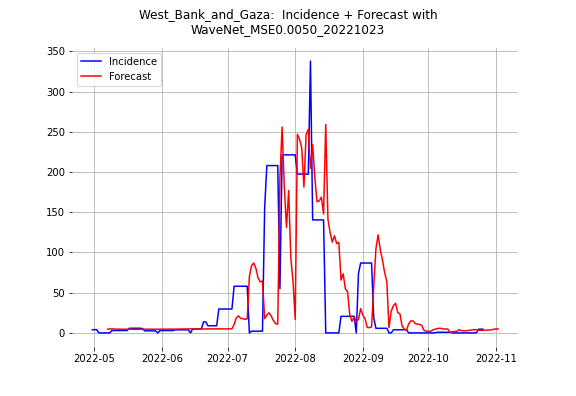 West_Bank_and_Gaza:  Incidence + Forecast with
WaveNet_MSE0.0050_20221023
Incidence
Forecast
350
300
250
200
150
100
50
0
2022-05 2022-06 2022-07 2022-08 2022-09 2022-10 2022-11